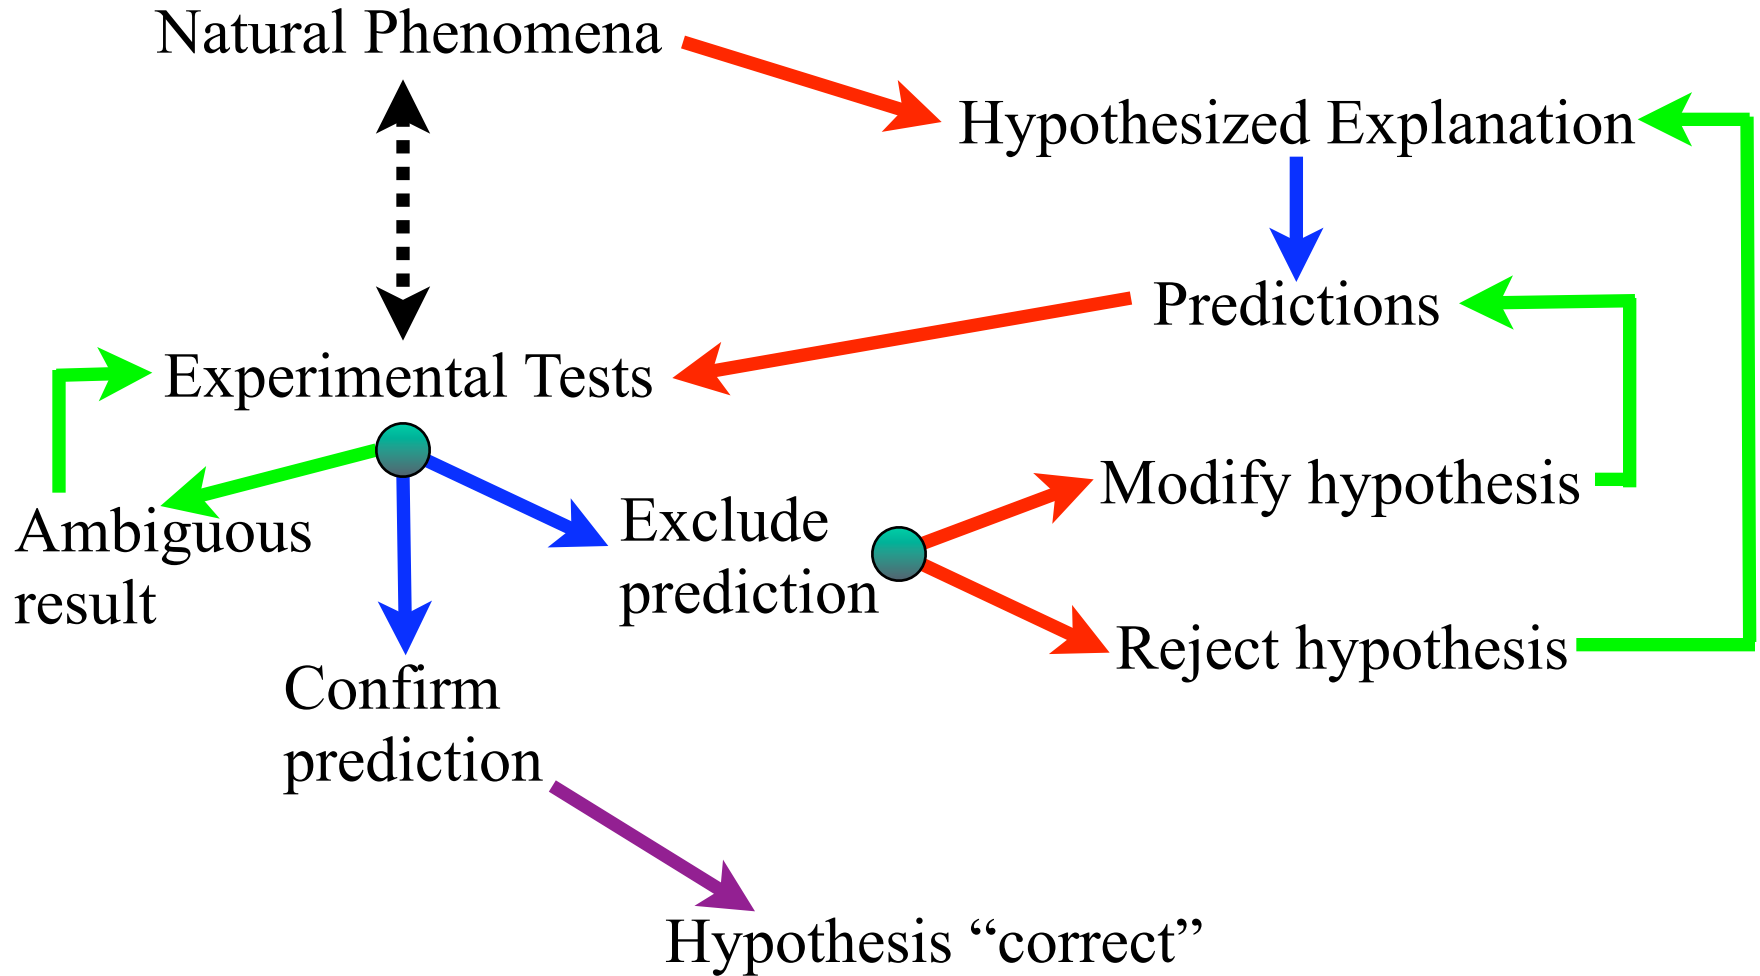 Natural Phenomena
Hypothesized Explanation
Predictions
Experimental Tests
Modify hypothesis
Exclude
prediction
Ambiguous
result
Reject hypothesis
Confirm
prediction
Hypothesis “correct”